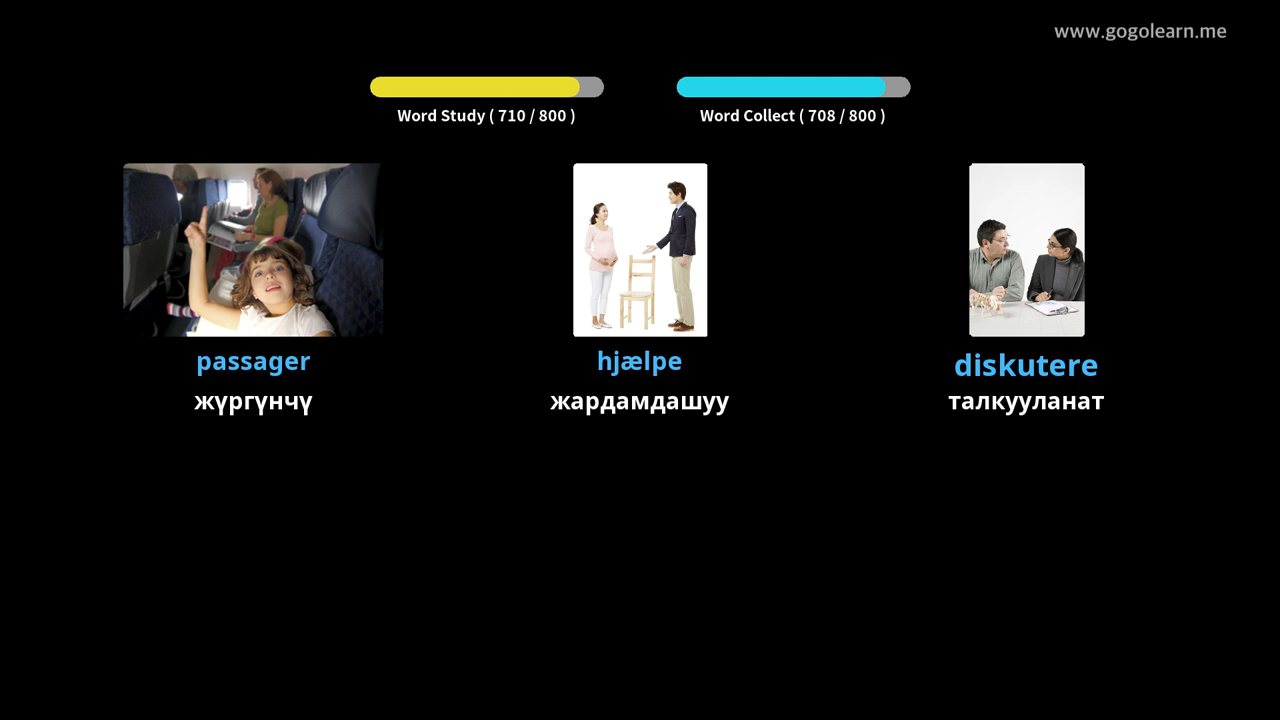 www.gogolearn.me
Word Study ( 710 / 800 )
Word Collect ( 708 / 800 )
passager
hjælpe
diskutere
жүргүнчү
жардамдашуу
талкууланат